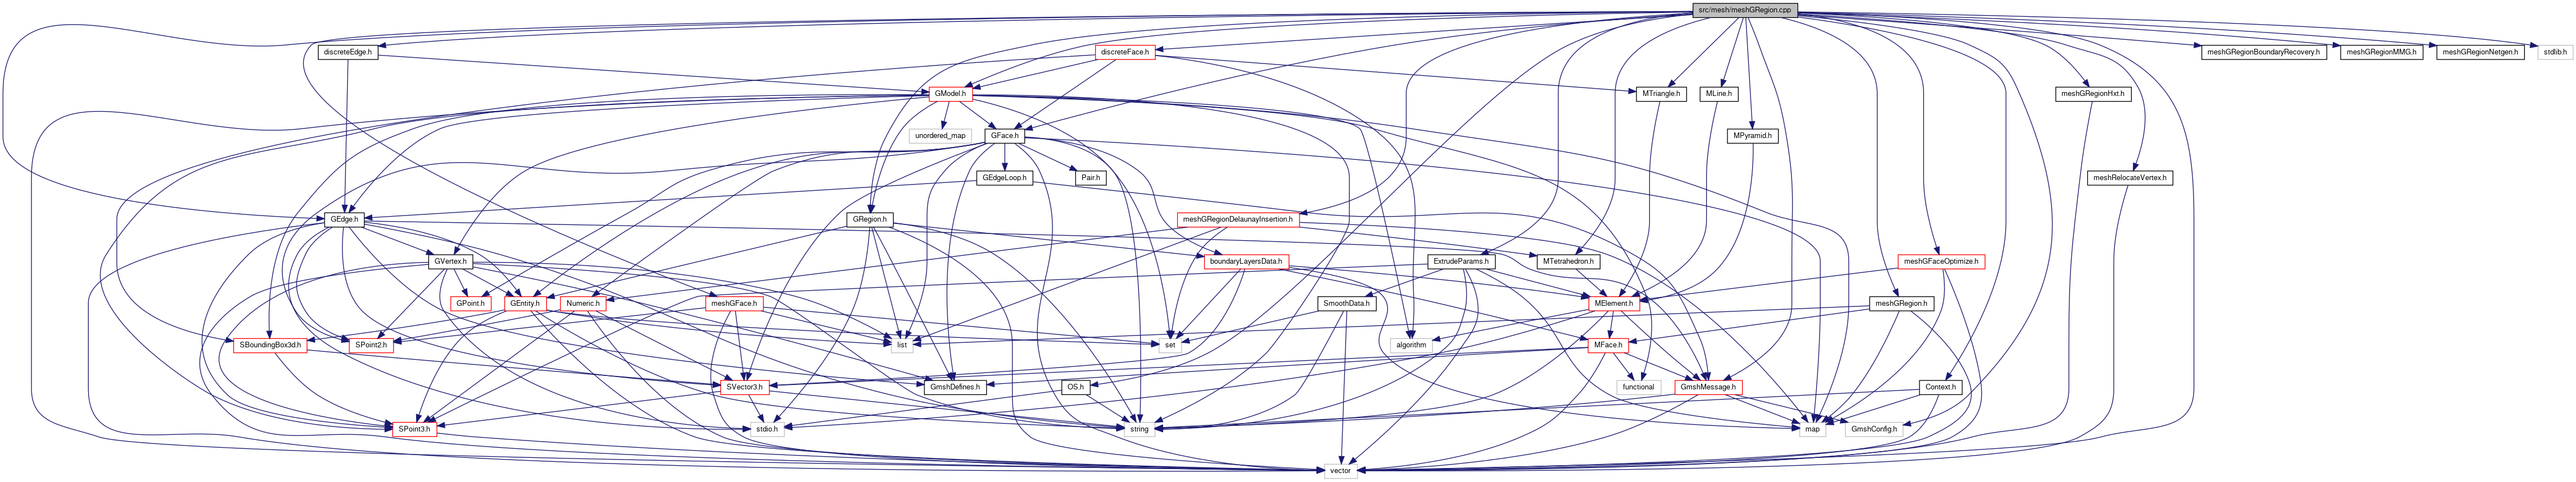 src/mesh/meshGRegion.cpp
discreteEdge.h
discreteFace.h
meshGRegionBoundaryRecovery.h
meshGRegionMMG.h
meshGRegionNetgen.h
stdlib.h
GModel.h
MTriangle.h
MLine.h
meshGRegionHxt.h
unordered_map
GFace.h
MPyramid.h
GEdgeLoop.h
Pair.h
meshRelocateVertex.h
GEdge.h
GRegion.h
meshGRegionDelaunayInsertion.h
GVertex.h
boundaryLayersData.h
ExtrudeParams.h
MTetrahedron.h
meshGFaceOptimize.h
GPoint.h
GEntity.h
Numeric.h
meshGFace.h
SmoothData.h
MElement.h
meshGRegion.h
SBoundingBox3d.h
SPoint2.h
list
set
algorithm
MFace.h
SVector3.h
GmshDefines.h
OS.h
functional
GmshMessage.h
Context.h
SPoint3.h
stdio.h
string
map
GmshConfig.h
vector